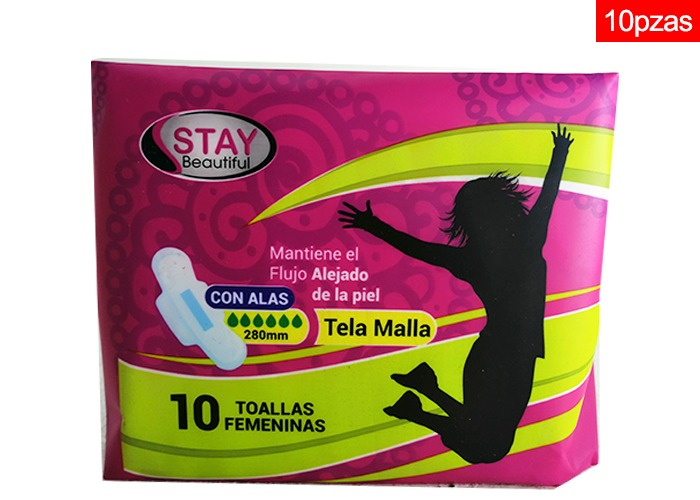 10pzas
STAY
Beautiful
Mantiene el
Flujo Alejado
de la piel
CON ALAS
280mm
Tela Malla
10 TOALLAS
FEMENINAS